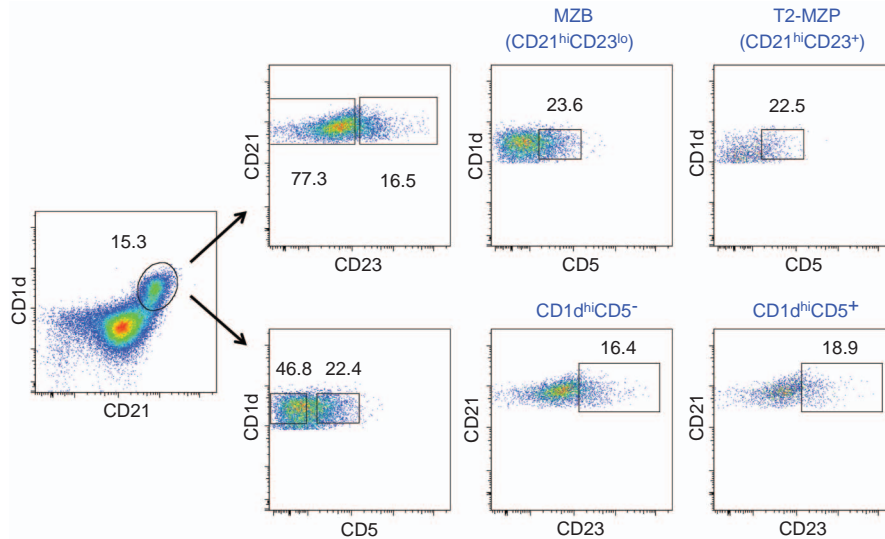 MZB
(CD21hiCD23lo)
T2-MZP
(CD21hiCD23+)
CD21
77.3
16.5
CD23
CD1d
23.6
CD5
CD1d
22.5
CD5
CD1d
15.3
CD21
CD1d
46.8
22.4
CD5
CD1dhiCD5-
CD21
16.4
CD23
CD1dhiCD5+
CD21
18.9
CD23